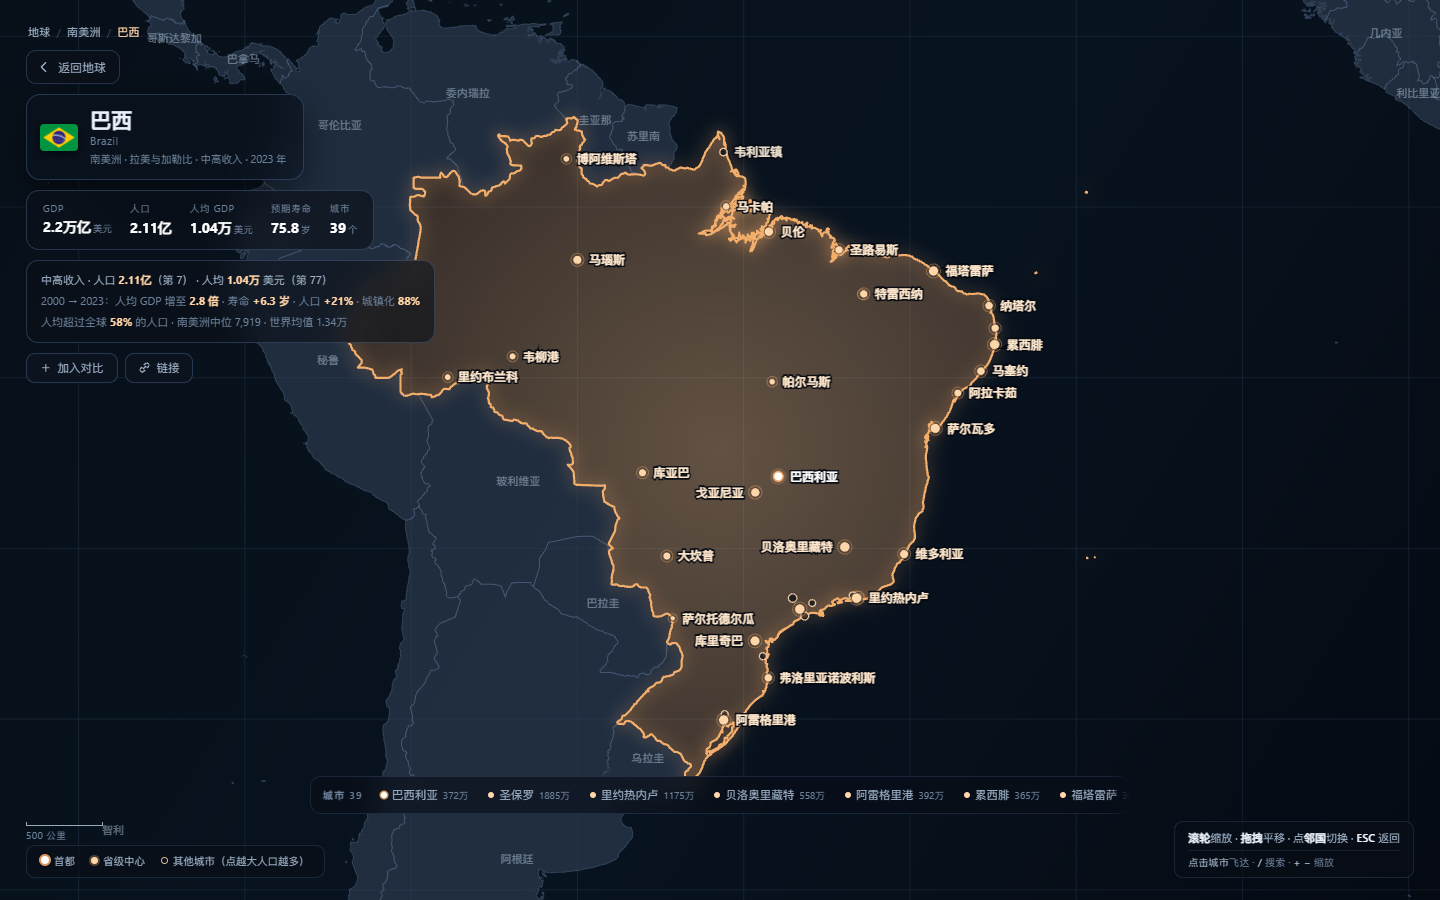 地球 / 南美洲 / 巴西
返回地球
巴西
Brazil
南美洲 · 拉美与加勒比 · 中高收入 · 2023 年
GDP
2.2万亿 美元
人口
2.11亿
人均 GDP
1.04万 美元
预期寿命
75.8 岁
城市
39 个
中高收入 · 人口 2.11亿（第 7） · 人均 1.04万 美元（第 77）
2000 → 2023：人均 GDP 增至 2.8 倍 · 寿命 +6.3 岁 · 人口 +21% · 城镇化 88%
人均超过全球 58% 的人口 · 南美洲中位 7,919 · 世界均值 1.34万
+ 加入对比
链接
哥斯达黎加
巴拿马
哥伦比亚
委内瑞拉
圭亚那
苏里南
几内亚
利比里亚
秘鲁
玻利维亚
巴拉圭
乌拉圭
智利
阿根廷
博阿维斯塔
韦利亚镇
马卡帕
贝伦
圣路易斯
马瑙斯
福塔雷萨
特雷西纳
纳塔尔
累西腓
韦柳港
里约布兰科
帕尔马斯
马塞约
阿拉卡茹
萨尔瓦多
库亚巴
巴西利亚
戈亚尼亚
贝洛奥里藏特
大坎普
维多利亚
里约热内卢
萨尔托德尔瓜
库里奇巴
弗洛里亚诺波利斯
阿雷格里港
城市 39
巴西利亚 372万
圣保罗 1885万
里约热内卢 1175万
贝洛奥里藏特 558万
阿雷格里港 392万
累西腓 365万
福塔雷萨
500 公里
首都
省级中心
其他城市（点越大人口越多）
滚轮缩放 · 拖拽平移 · 点邻国切换 · ESC 返回
点击城市飞达 · / 搜索 · + − 缩放